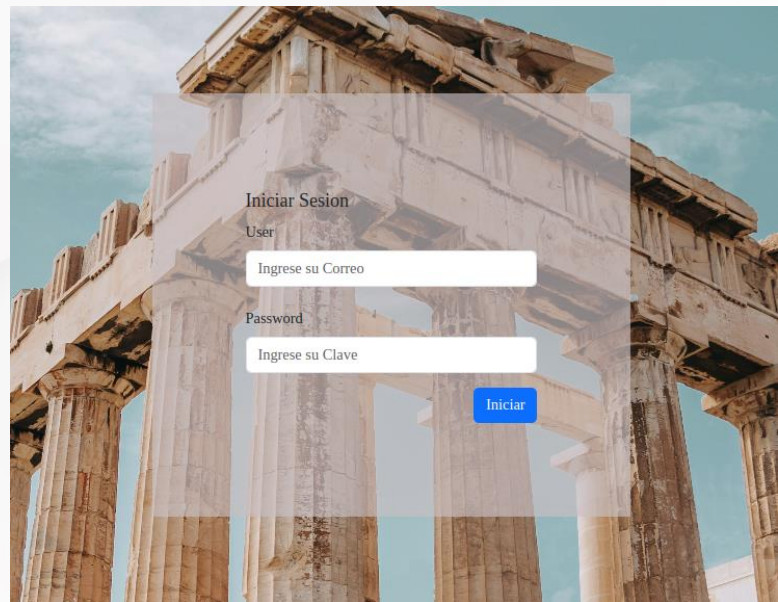 Iniciar Sesion
User
Ingrese su Correo
Password
Ingrese su Clave
Iniciar